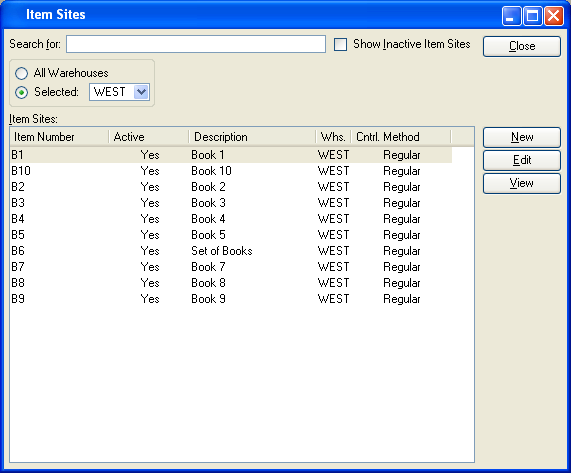 Item Sites
Search for:
Show Inactive Item Sites
Close
All Warehouses
Selected: WEST
Item Sites:
Item Number Active Description Whs. Cntrl. Method
B1 Yes Book 1 WEST Regular
B10 Yes Book 10 WEST Regular
B2 Yes Book 2 WEST Regular
B3 Yes Book 3 WEST Regular
B4 Yes Book 4 WEST Regular
B5 Yes Book 5 WEST Regular
B6 Yes Set of Books WEST Regular
B7 Yes Book 7 WEST Regular
B8 Yes Book 8 WEST Regular
B9 Yes Book 9 WEST Regular
New
Edit
View